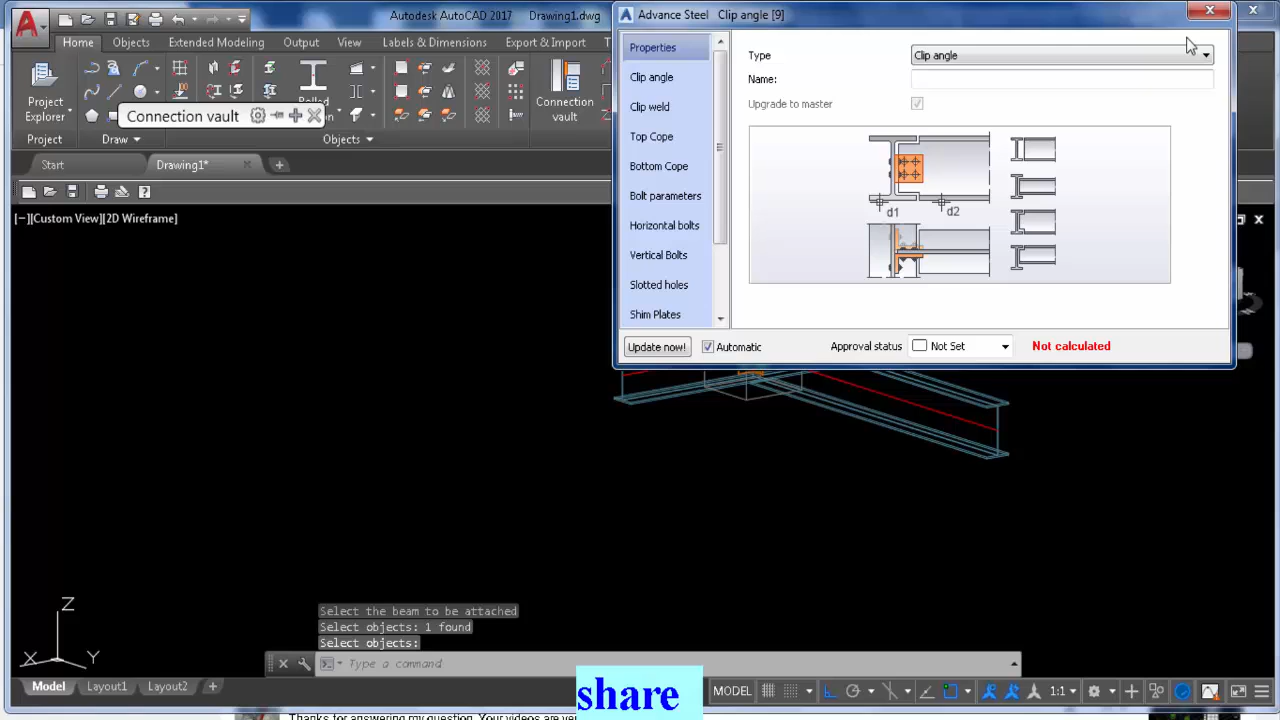 Autodesk AutoCAD 2017 Drawing1.dwg
Home Objects Extended Modeling Output View Labels & Dimensions Export & Import
Project
Explorer
Connection
vault
Connection vault
Project Draw Objects
Start Drawing1*
[−][Custom View][2D Wireframe]
Advance Steel Clip angle [9]
Properties
Clip angle
Clip weld
Top Cope
Bottom Cope
Bolt parameters
Horizontal bolts
Vertical Bolts
Slotted holes
Shim Plates
Type Clip angle
Name:
Upgrade to master
d1 d2
Update now! Automatic Approval status Not Set Not calculated
Z
X Y
Select the beam to be attached
Select objects: 1 found
Select objects:
Type a command
Model Layout1 Layout2
share
MODEL 1:1